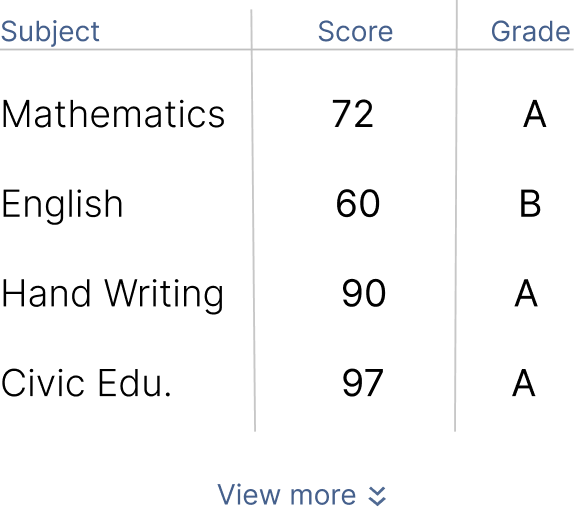 Subject Score Grade
Mathematics 72 A
English 60 B
Hand Writing 90 A
Civic Edu. 97 A
View more